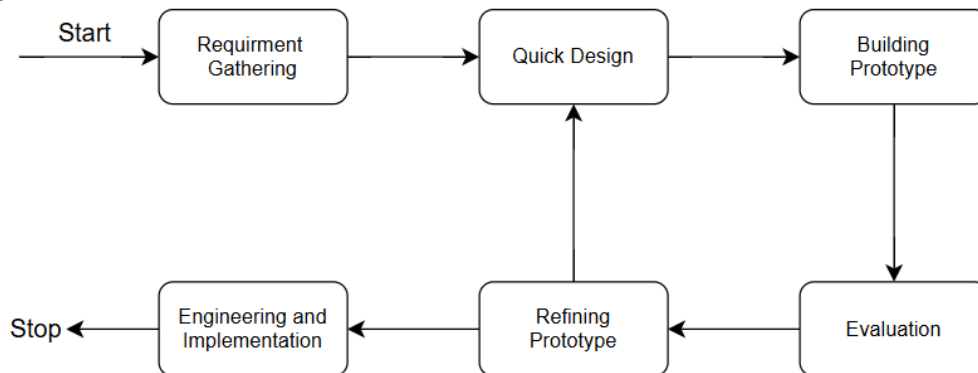 Start
Requirment
Gathering
Quick Design
Building
Prototype
Stop
Engineering and
Implementation
Refining
Prototype
Evaluation